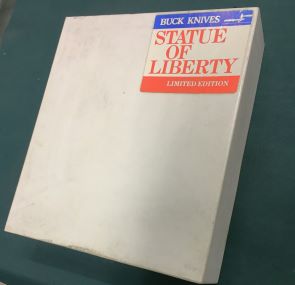 BUCK KNIVES
STATUE
OF
LIBERTY
LIMITED EDITION